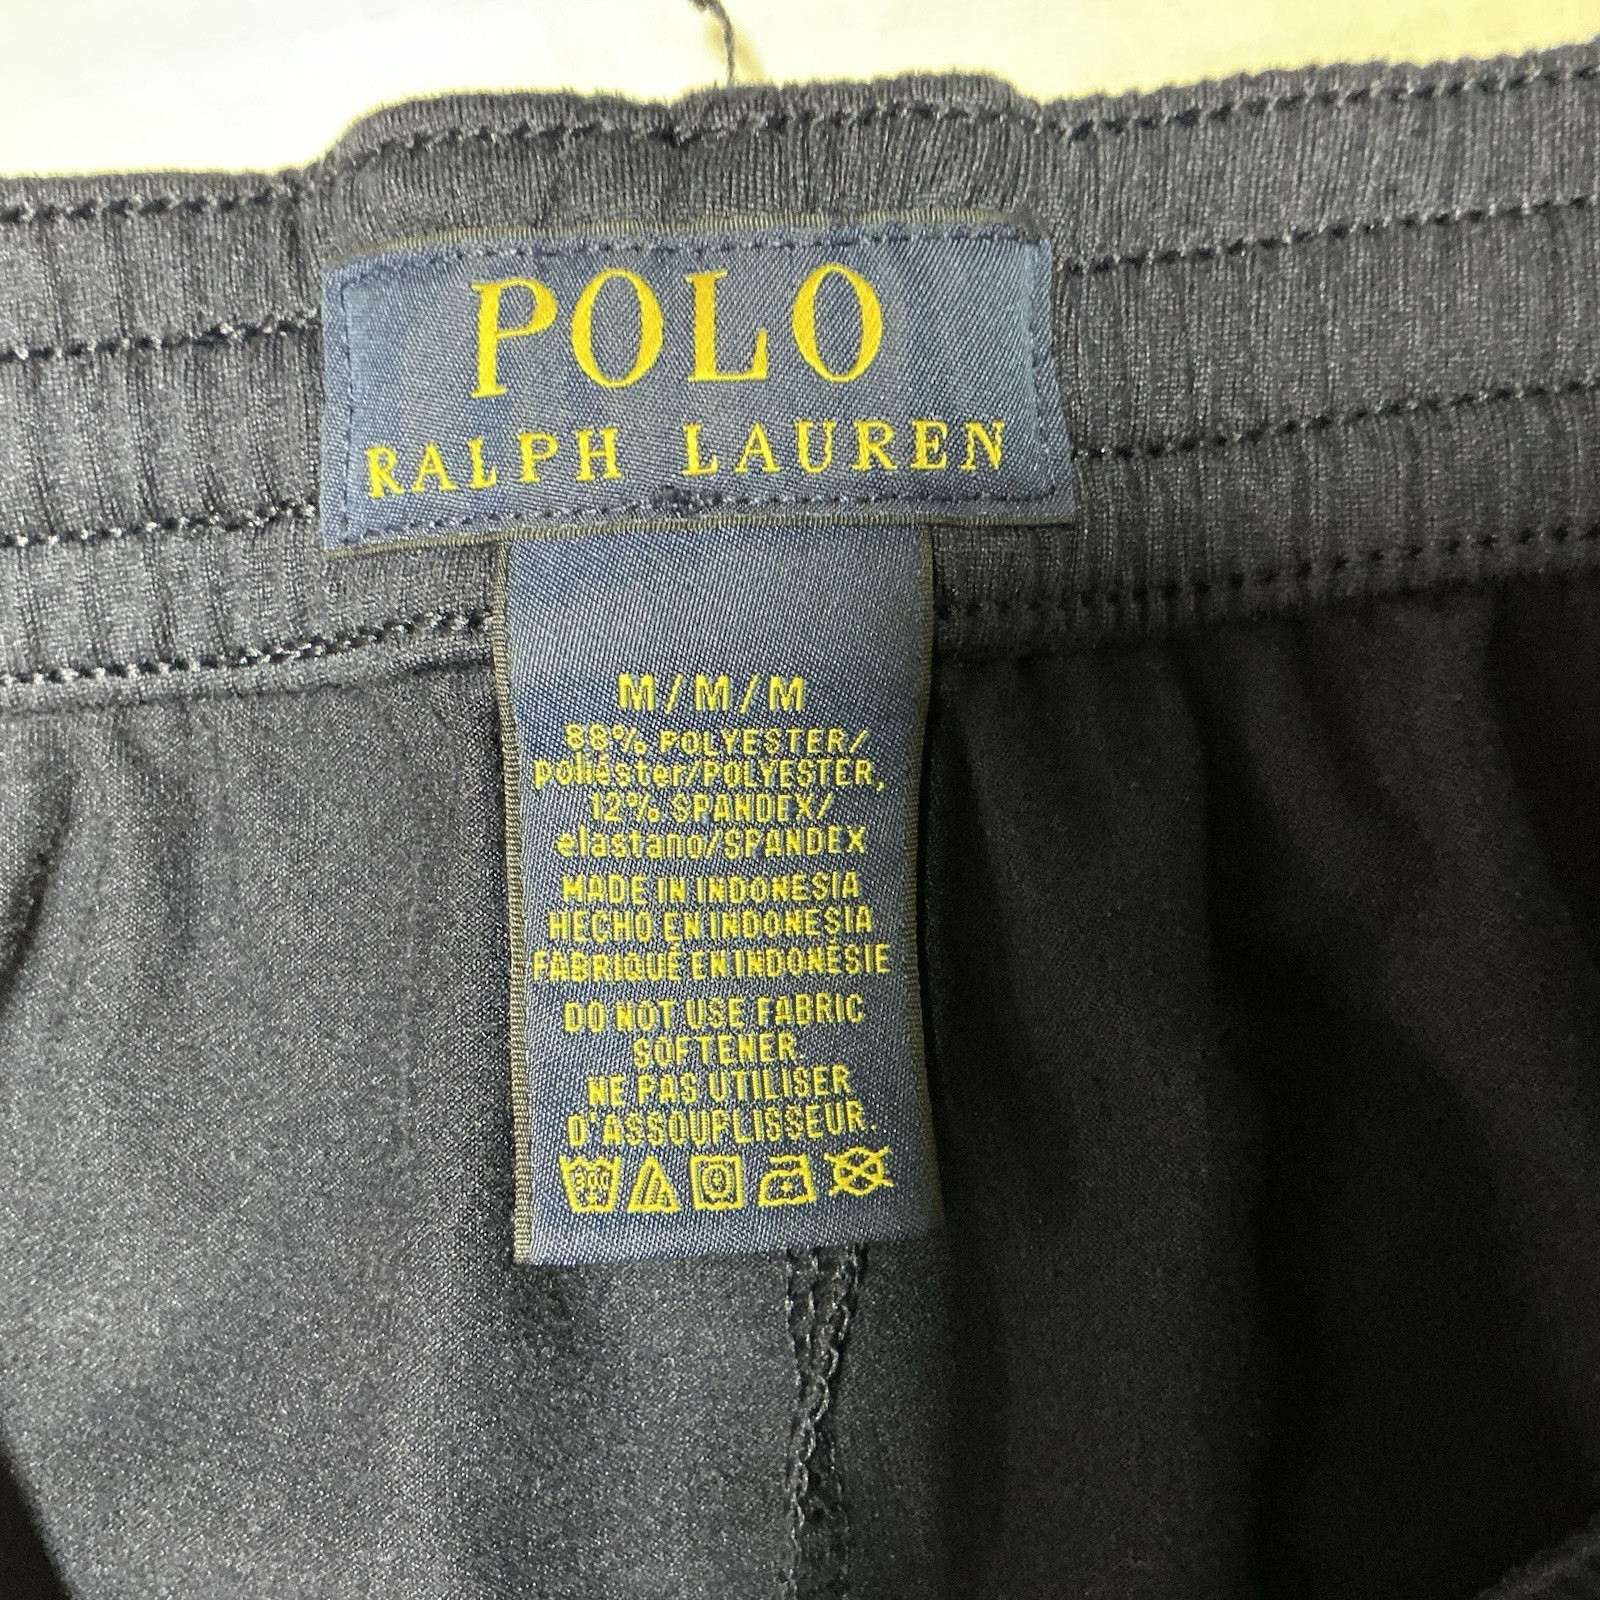 POLO
RALPH LAUREN
M/M/M
88% POLYESTER/
poliéster/POLYESTER,
12% SPANDEX/
elastano/SPANDEX
MADE IN INDONESIA
HECHO EN INDONESIA
FABRIQUÉ EN INDONÉSIE
DO NOT USE FABRIC
SOFTENER.
NE PAS UTILISER
D'ASSOUPLISSEUR.